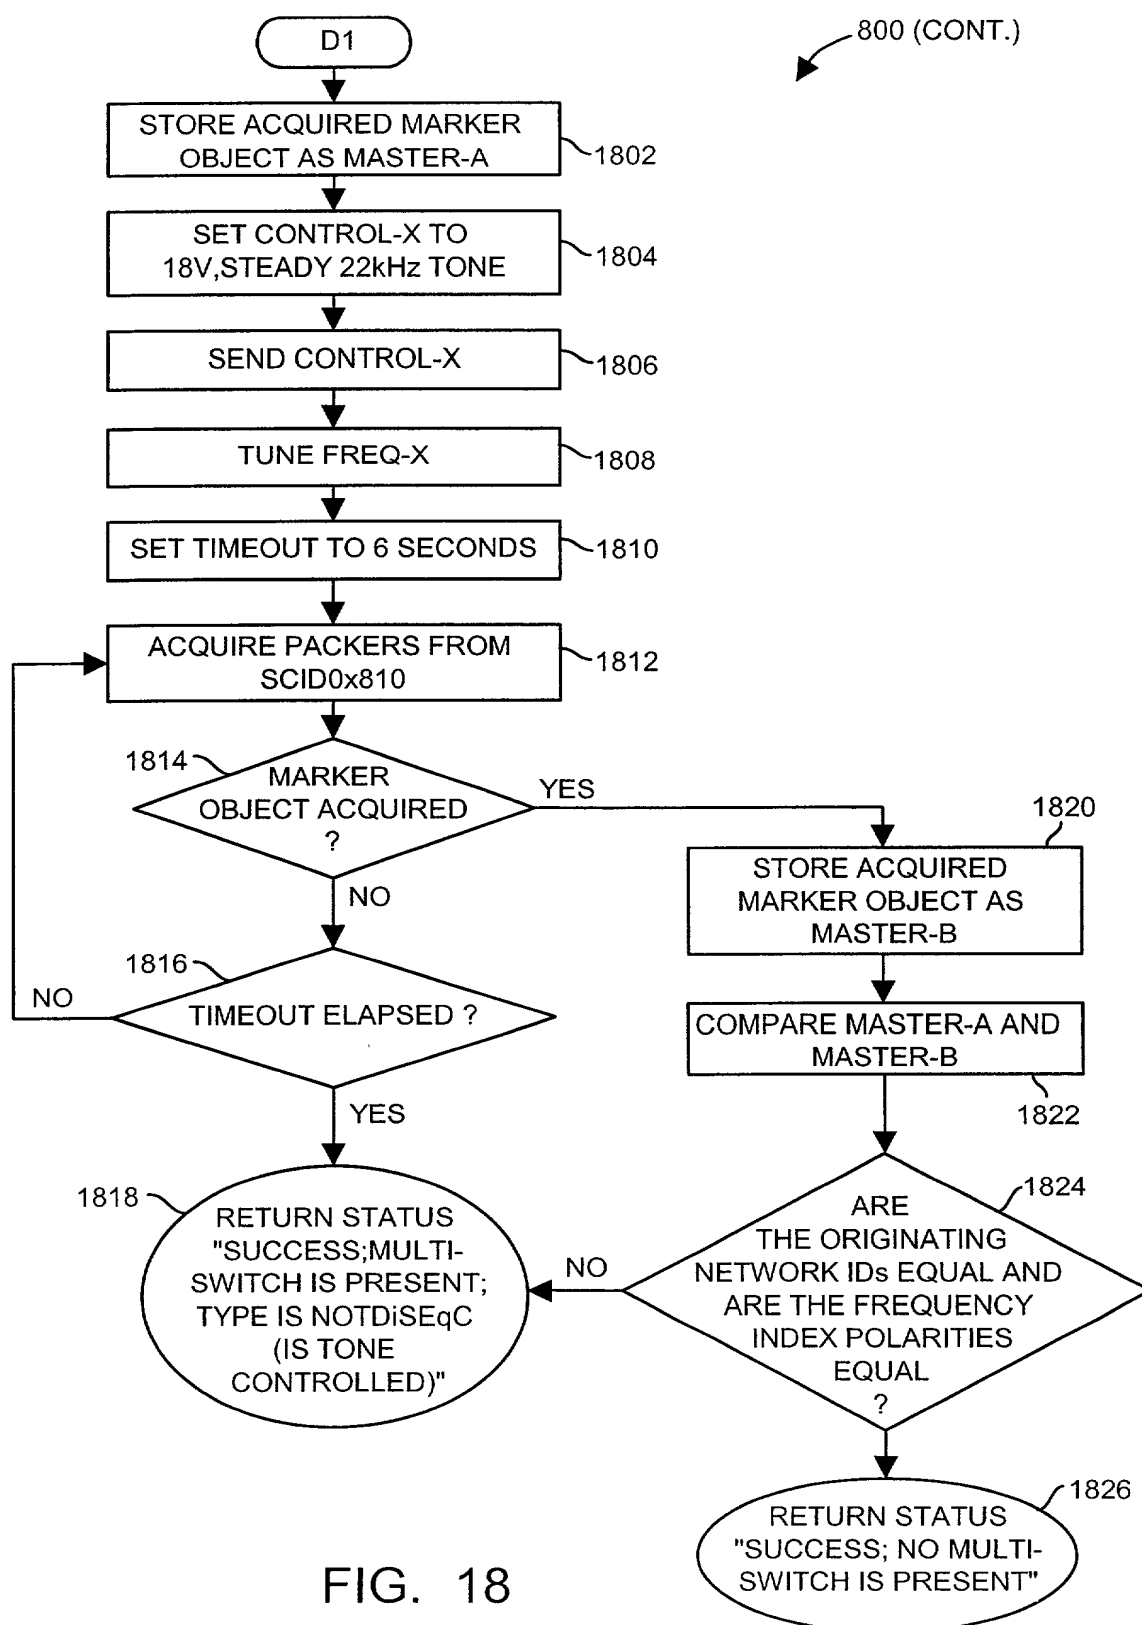 D1
800 (CONT.)
STORE ACQUIRED MARKER
OBJECT AS MASTER-A
1802
SET CONTROL-X TO
18V,STEADY 22kHz TONE
1804
SEND CONTROL-X
1806
TUNE FREQ-X
1808
SET TIMEOUT TO 6 SECONDS
1810
ACQUIRE PACKERS FROM
SCID0x810
1812
1814
MARKER
OBJECT ACQUIRED
?
YES
NO
1816
TIMEOUT ELAPSED ?
NO
YES
1820
STORE ACQUIRED
MARKER OBJECT AS
MASTER-B
COMPARE MASTER-A AND
MASTER-B
1822
1824
ARE
THE ORIGINATING
NETWORK IDs EQUAL AND
ARE THE FREQUENCY
INDEX POLARITIES
EQUAL
?
NO
1818
RETURN STATUS
"SUCCESS;MULTI-
SWITCH IS PRESENT;
TYPE IS NOTDiSEqC
(IS TONE
CONTROLLED)"
1826
RETURN STATUS
"SUCCESS; NO MULTI-
SWITCH IS PRESENT"
FIG. 18